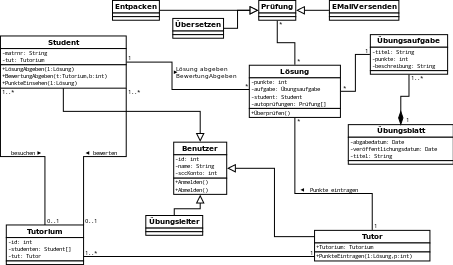 Entpacken
Prüfung
EMailVersenden
Übersetzen
*
Student
-matrnr: String
-tut: Tutorium
+LösungAbgeben(l:Lösung)
+BewertungAbgeben(t:Tutorium,b:int)
+PunkteEinsehen(l:Lösung)
1
Lösung abgeben
BewertungAbgeben
*
1..*
1..*
*
Lösung
-punkte: int
-aufgabe: Übungsaufgabe
-student: Student
-autoprüfungen: Prüfung[]
+Überprüfen()
*
*
1
Übungsaufgabe
-titel: String
-punkte: int
-beschreibung: String
1..*
1
Übungsblatt
-abgabedatum: Date
-veröffentlichungsdatum: Date
-titel: String
Benutzer
-id: int
-name: String
-sccKonto: int
+Anmelden()
+Abmelden()
besuchen ►
◄ bewerten
◄ Punkte eintragen
Übungsleiter
0..1
0..1
1
Tutorium
-id: int
-studenten: Student[]
-tut: Tutor
1..*
1
Tutor
+Tutorium: Tutorium
+PunkteEintragen(l:Lösung,p:int)